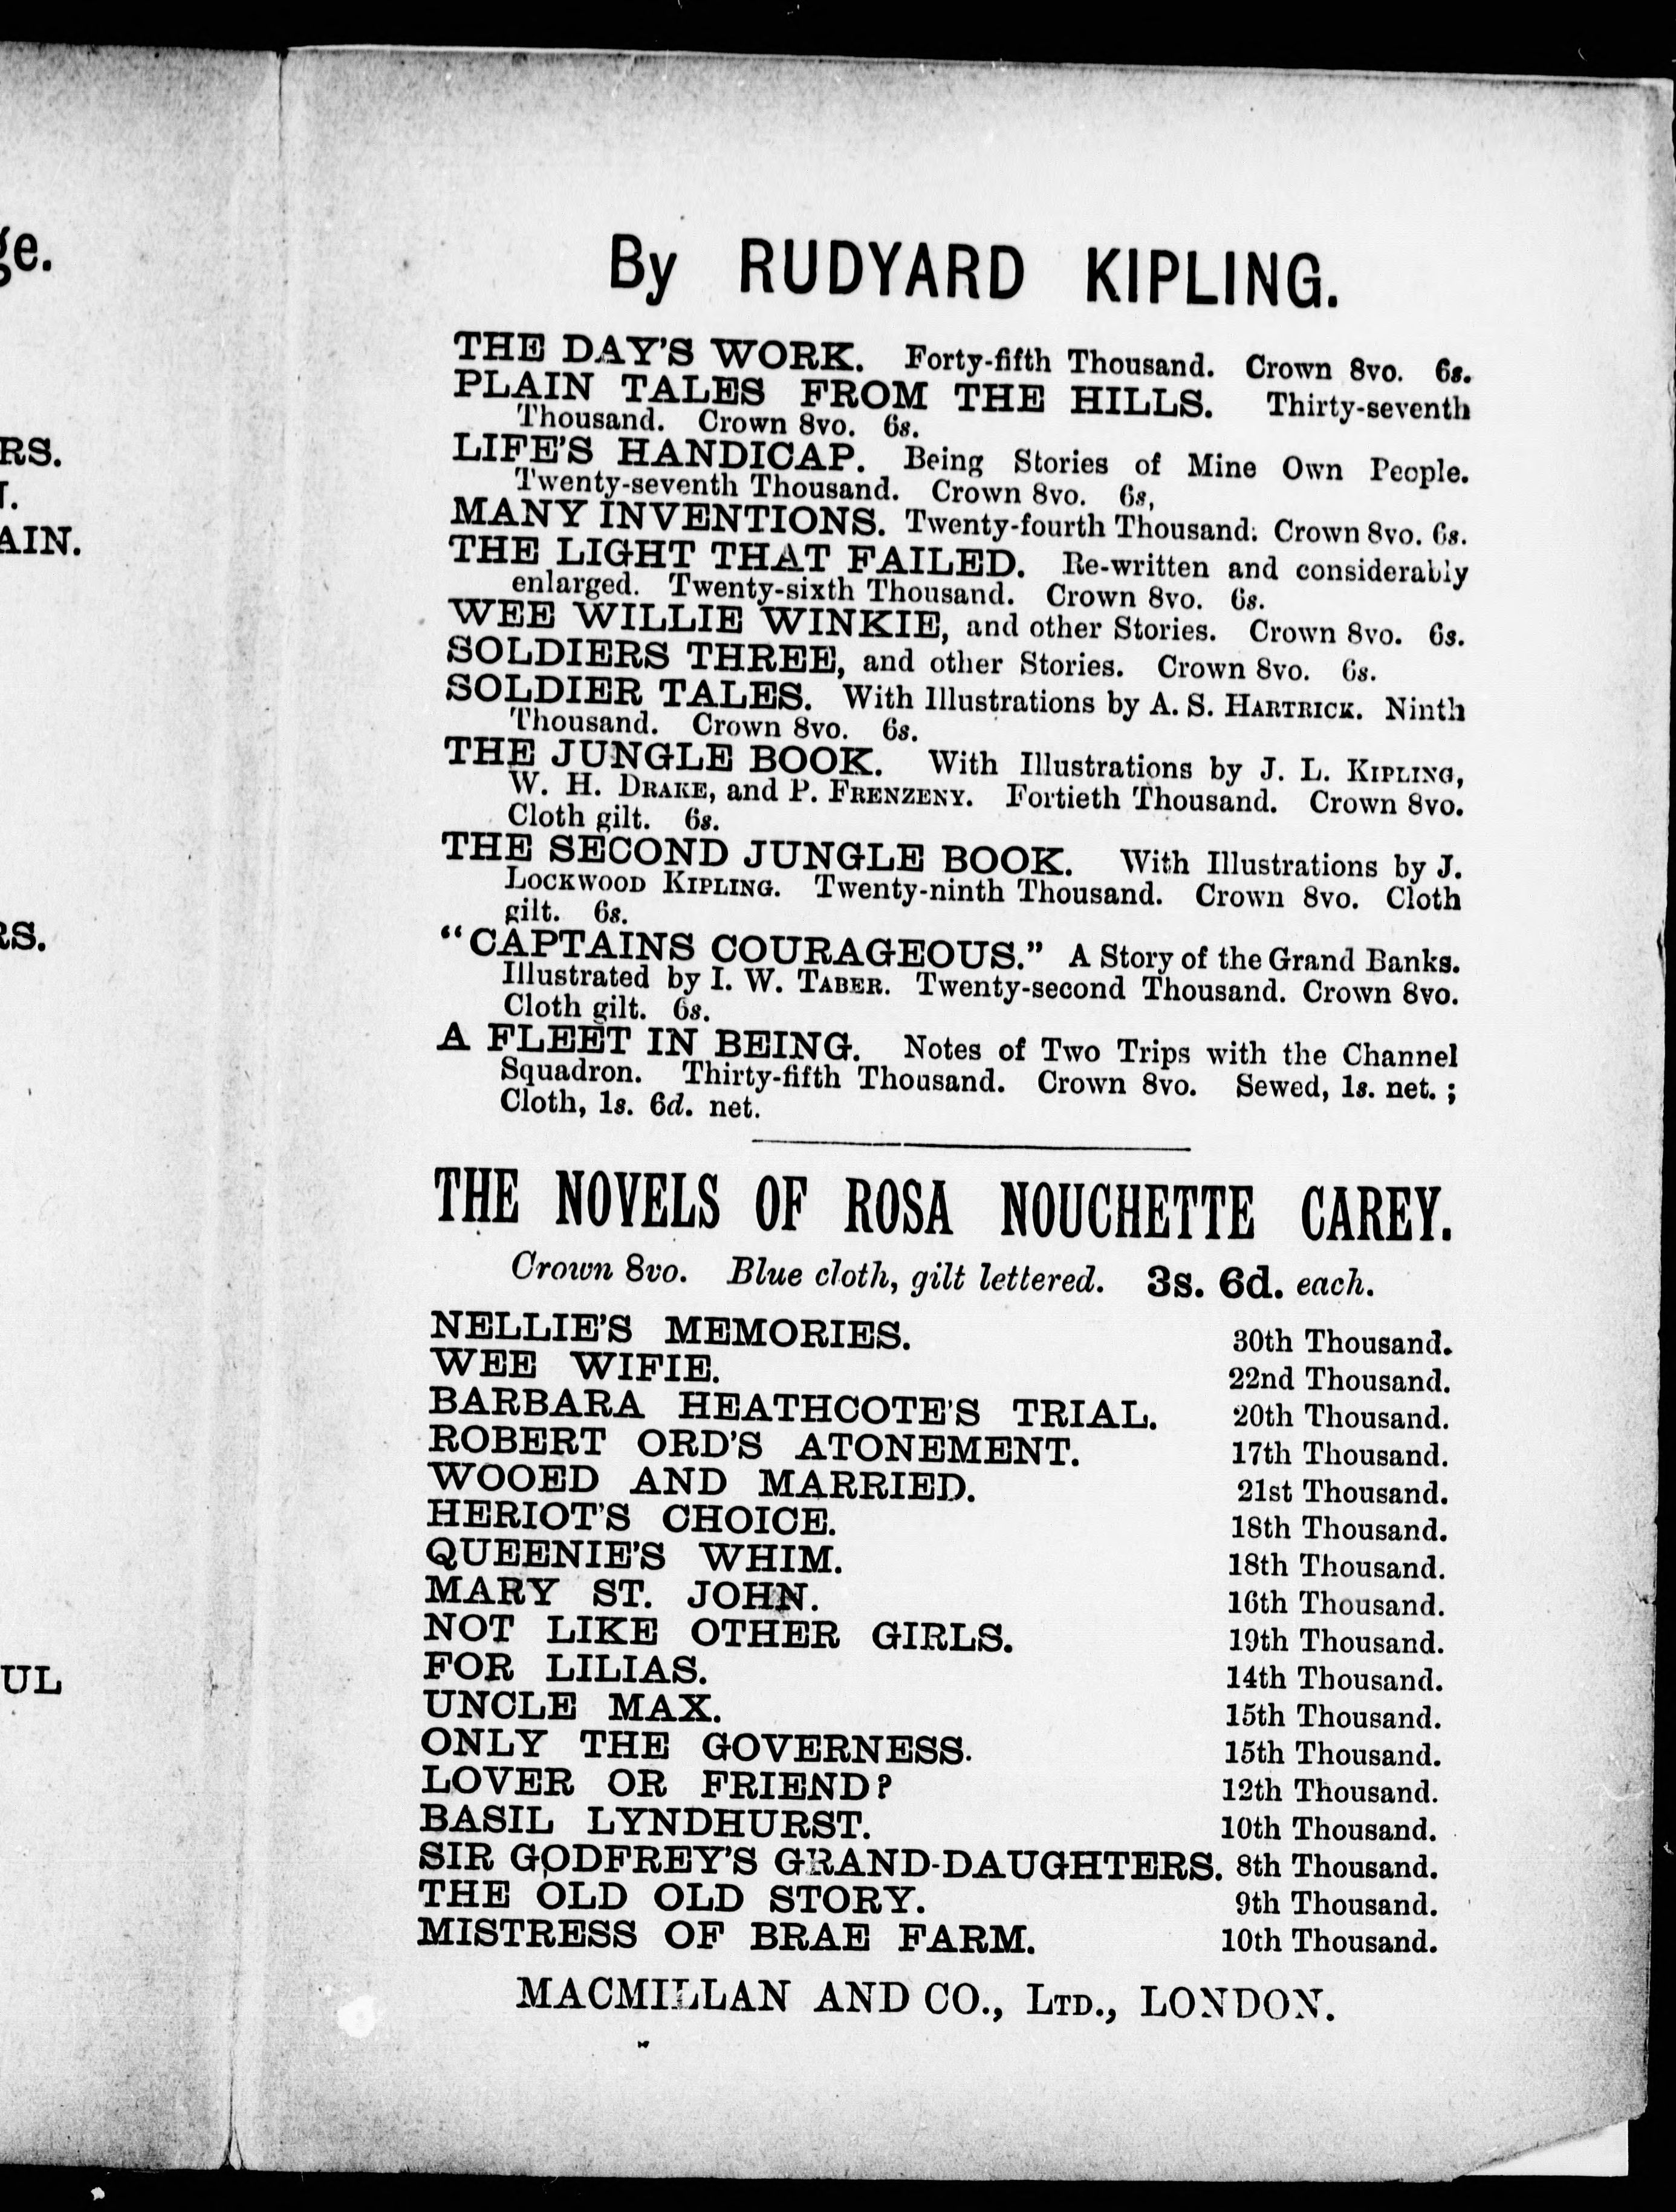 ge.
RS.
AIN.
RS.
UL
By RUDYARD KIPLING.
THE DAY'S WORK. Forty-fifth Thousand. Crown 8vo. 6s.
PLAIN TALES FROM THE HILLS. Thirty-seventh
Thousand. Crown 8vo. 6s.
LIFE'S HANDICAP. Being Stories of Mine Own People.
Twenty-seventh Thousand. Crown 8vo. 6s,
MANY INVENTIONS. Twenty-fourth Thousand: Crown 8vo. 6s.
THE LIGHT THAT FAILED. Re-written and considerably
enlarged. Twenty-sixth Thousand. Crown 8vo. 6s.
WEE WILLIE WINKIE, and other Stories. Crown 8vo. 6s.
SOLDIERS THREE, and other Stories. Crown 8vo. 6s.
SOLDIER TALES. With Illustrations by A. S. HARTRICK. Ninth
Thousand. Crown 8vo. 6s.
THE JUNGLE BOOK. With Illustrations by J. L. KIPLING,
W. H. DRAKE, and P. FRENZENY. Fortieth Thousand. Crown 8vo.
Cloth gilt. 6s.
THE SECOND JUNGLE BOOK. With Illustrations by J.
LOCKWOOD KIPLING. Twenty-ninth Thousand. Crown 8vo. Cloth
gilt. 6s.
"CAPTAINS COURAGEOUS." A Story of the Grand Banks.
Illustrated by I. W. TABER. Twenty-second Thousand. Crown 8vo.
Cloth gilt. 6s.
A FLEET IN BEING. Notes of Two Trips with the Channel
Squadron. Thirty-fifth Thousand. Crown 8vo. Sewed, 1s. net. ;
Cloth, 1s. 6d. net.
THE NOVELS OF ROSA NOUCHETTE CAREY.
Crown 8vo. Blue cloth, gilt lettered. 3s. 6d. each.
NELLIE'S MEMORIES. 30th Thousand.
WEE WIFIE. 22nd Thousand.
BARBARA HEATHCOTE'S TRIAL. 20th Thousand.
ROBERT ORD'S ATONEMENT. 17th Thousand.
WOOED AND MARRIED. 21st Thousand.
HERIOT'S CHOICE. 18th Thousand.
QUEENIE'S WHIM. 18th Thousand.
MARY ST. JOHN. 16th Thousand.
NOT LIKE OTHER GIRLS. 19th Thousand.
FOR LILIAS. 14th Thousand.
UNCLE MAX. 15th Thousand.
ONLY THE GOVERNESS. 15th Thousand.
LOVER OR FRIEND? 12th Thousand.
BASIL LYNDHURST. 10th Thousand.
SIR GODFREY'S GRAND-DAUGHTERS. 8th Thousand.
THE OLD OLD STORY. 9th Thousand.
MISTRESS OF BRAE FARM. 10th Thousand.
MACMILLAN AND CO., LTD., LONDON.